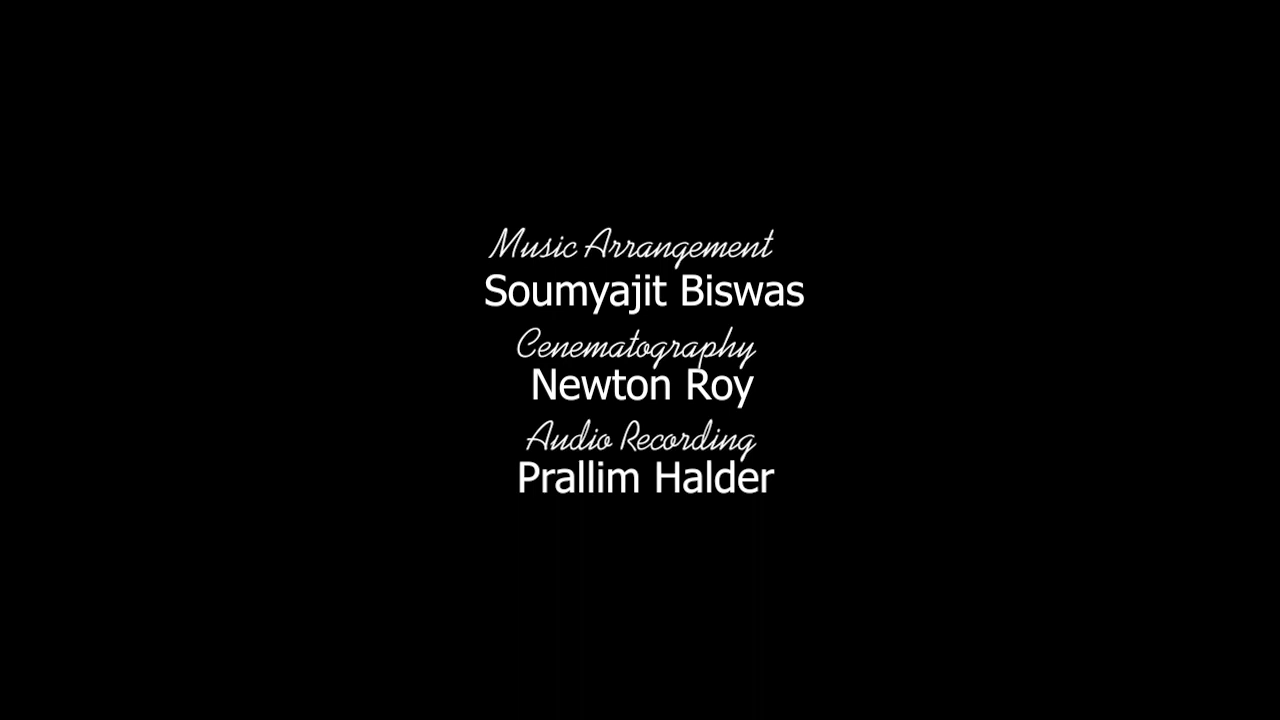 Music Arrangement
Soumyajit Biswas
Cenematography
Newton Roy
Audio Recording
Prallim Halder